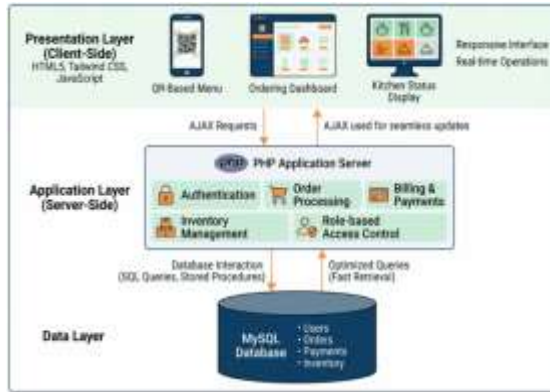 Presentation Layer
(Client-Side)
HTML5, Tailwind CSS,
JavaScript
QR-Based Menu
Ordering Dashboard
Kitchen Status
Display
Responsive Interface
Real-time Operations
AJAX Requests
AJAX used for seamless updates
Application Layer
(Server-Side)
php PHP Application Server
Authentication
Order
Processing
Billing &
Payments
Inventory
Management
Role-based
Access Control
Database Interaction
(SQL Queries, Stored Procedures)
Optimized Queries
(Fast Retrieval)
Data Layer
MySQL
Database
• Users
• Orders
• Payments
• Inventory